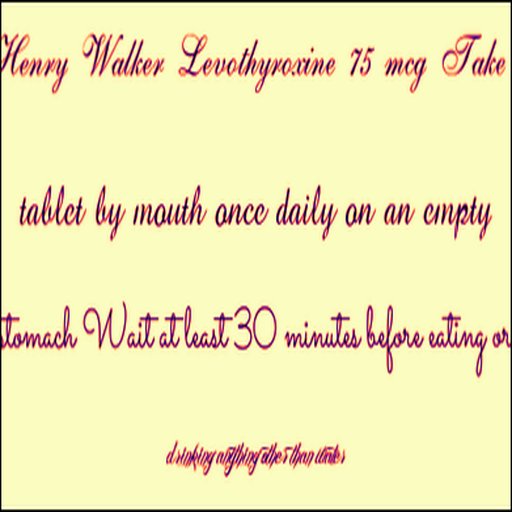 Henry Walker Levothyroxine 75 mcg Take
tablet by mouth once daily on an empty
stomach Wait at least 30 minutes before eating or
drinking anything other than water